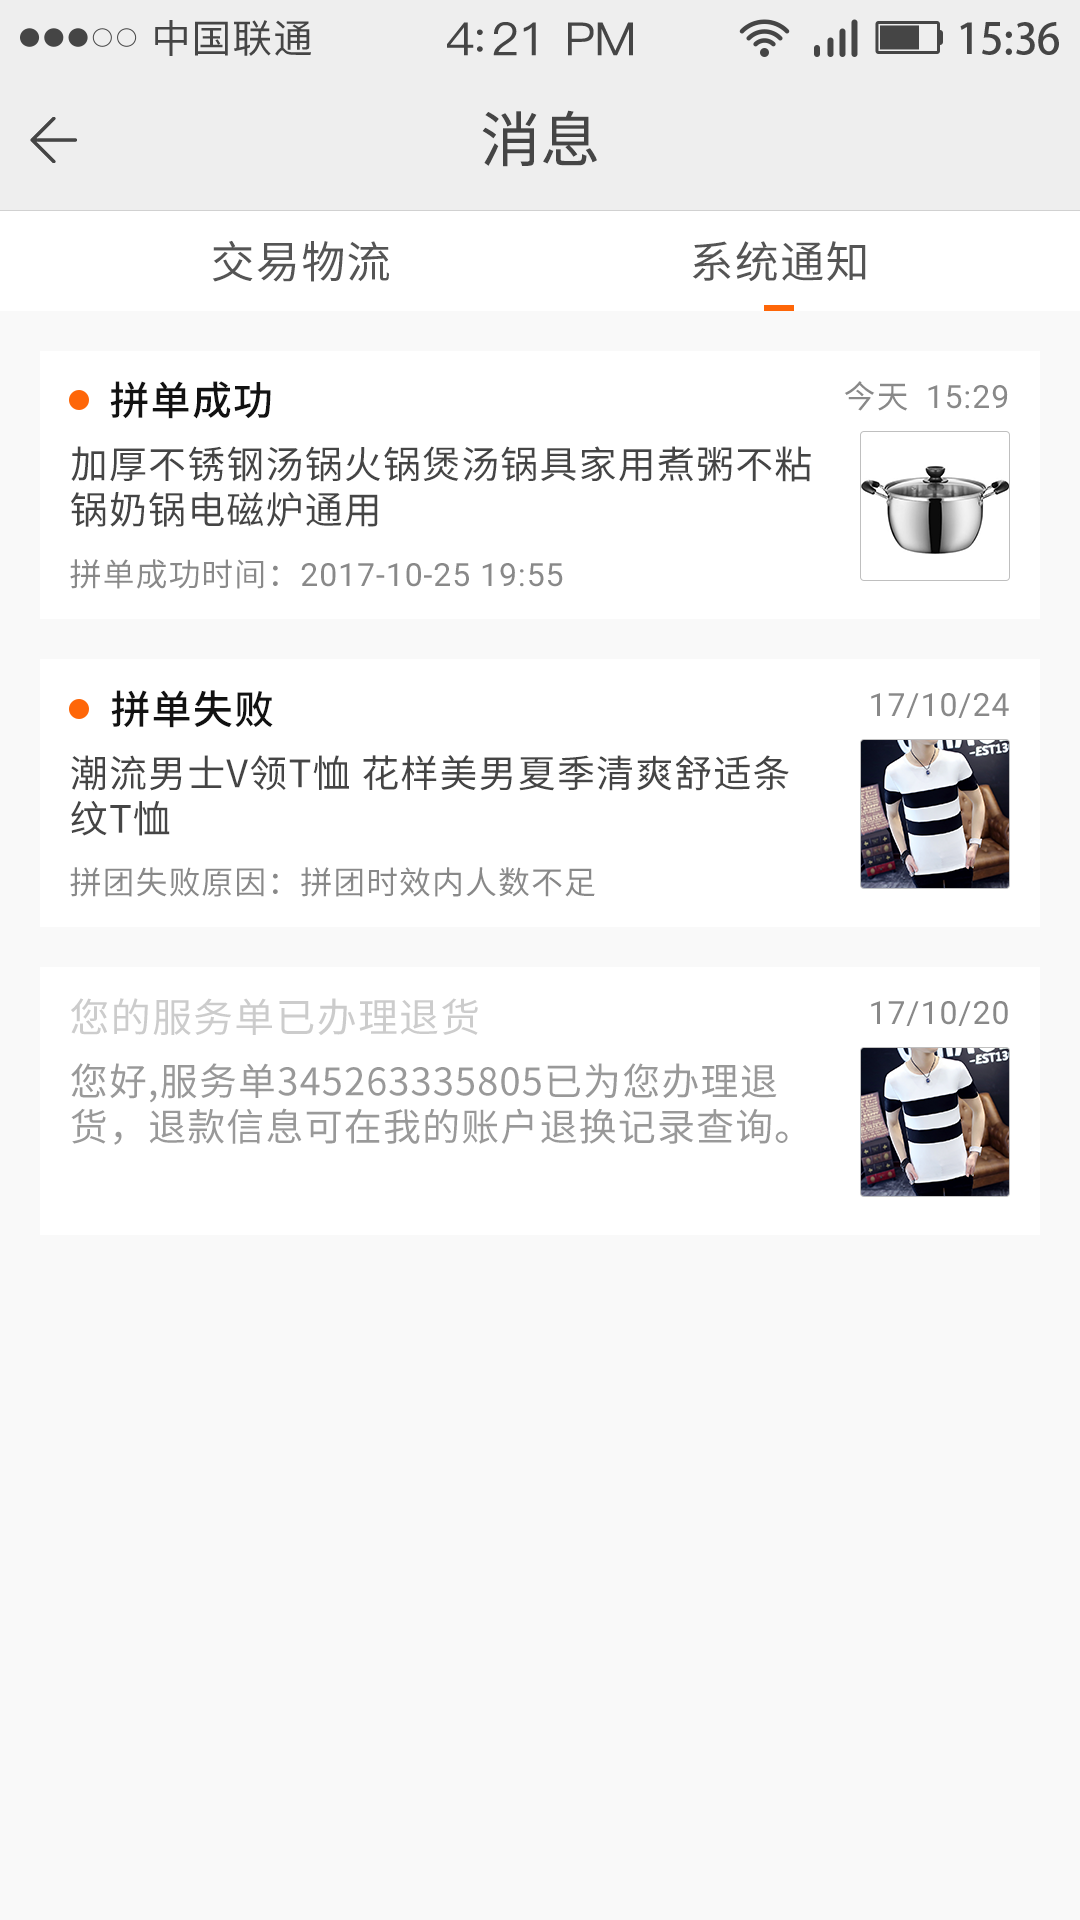 中国联通 4:21 PM 15:36
消息
交易物流 系统通知
拼单成功 今天 15:29
加厚不锈钢汤锅火锅煲汤锅具家用煮粥不粘
锅奶锅电磁炉通用
拼单成功时间：2017-10-25 19:55
拼单失败 17/10/24
-EST13
潮流男士V领T恤 花样美男夏季清爽舒适条
纹T恤
拼团失败原因：拼团时效内人数不足
您的服务单已办理退货 17/10/20
-EST13
您好,服务单345263335805已为您办理退
货，退款信息可在我的账户退换记录查询。